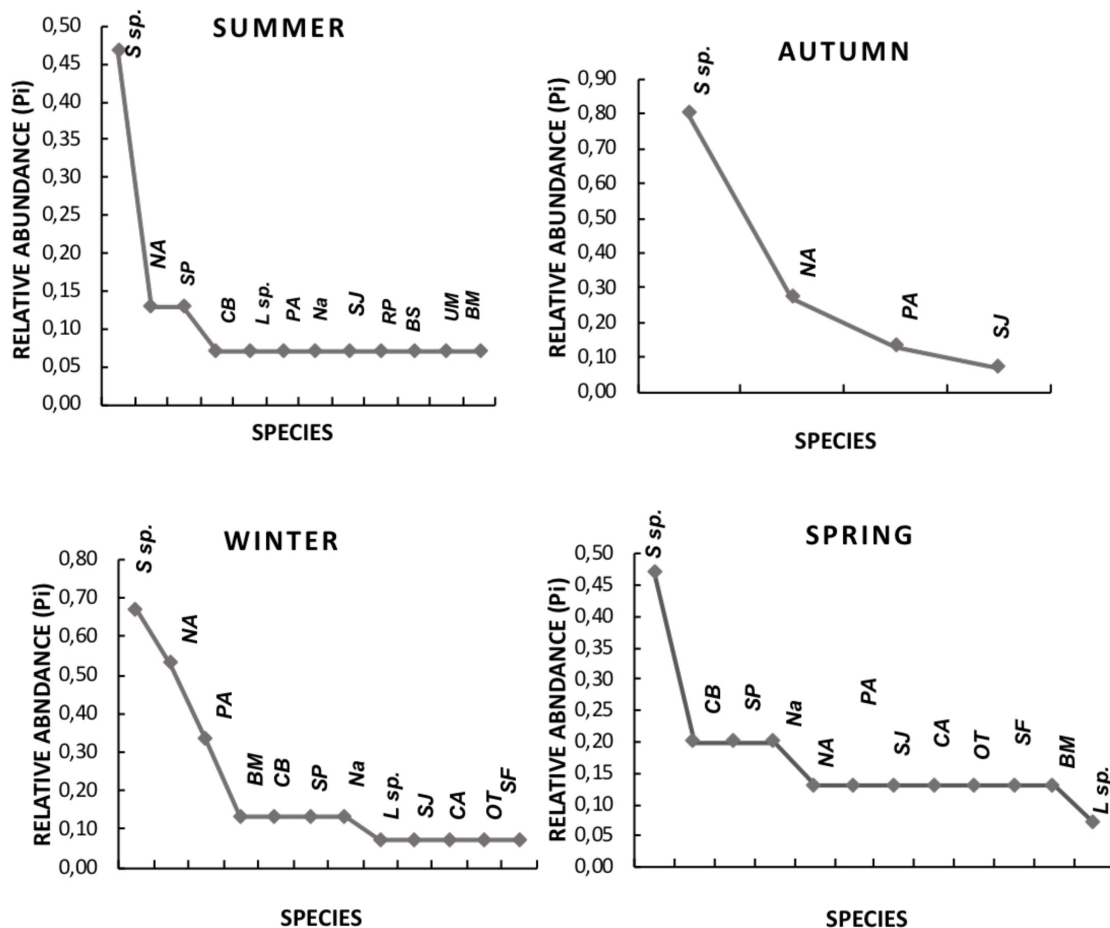 SUMMER
RELATIVE ABUNDANCE (Pi)
0,50
0,45
0,40
0,35
0,30
0,25
0,20
0,15
0,10
0,05
0,00
S sp.
NA
SP
CB
L sp.
PA
Na
SJ
RP
BS
UM
BM
SPECIES
AUTUMN
RELATIVE ABUNDANCE (Pi)
0,90
0,80
0,70
0,60
0,50
0,40
0,30
0,20
0,10
0,00
S sp.
NA
PA
SJ
SPECIES
WINTER
RELATIVE ABNDANCE (Pi)
0,80
0,70
0,60
0,50
0,40
0,30
0,20
0,10
0,00
S sp.
NA
PA
BM
CB
SP
Na
L sp.
SJ
CA
OT
SF
SPECIES
SPRING
RELATIVE ABNDANCE (Pi)
0,50
0,45
0,40
0,35
0,30
0,25
0,20
0,15
0,10
0,05
0,00
S sp.
CB
SP
Na
NA
PA
SJ
CA
OT
SF
BM
L sp.
SPECIES